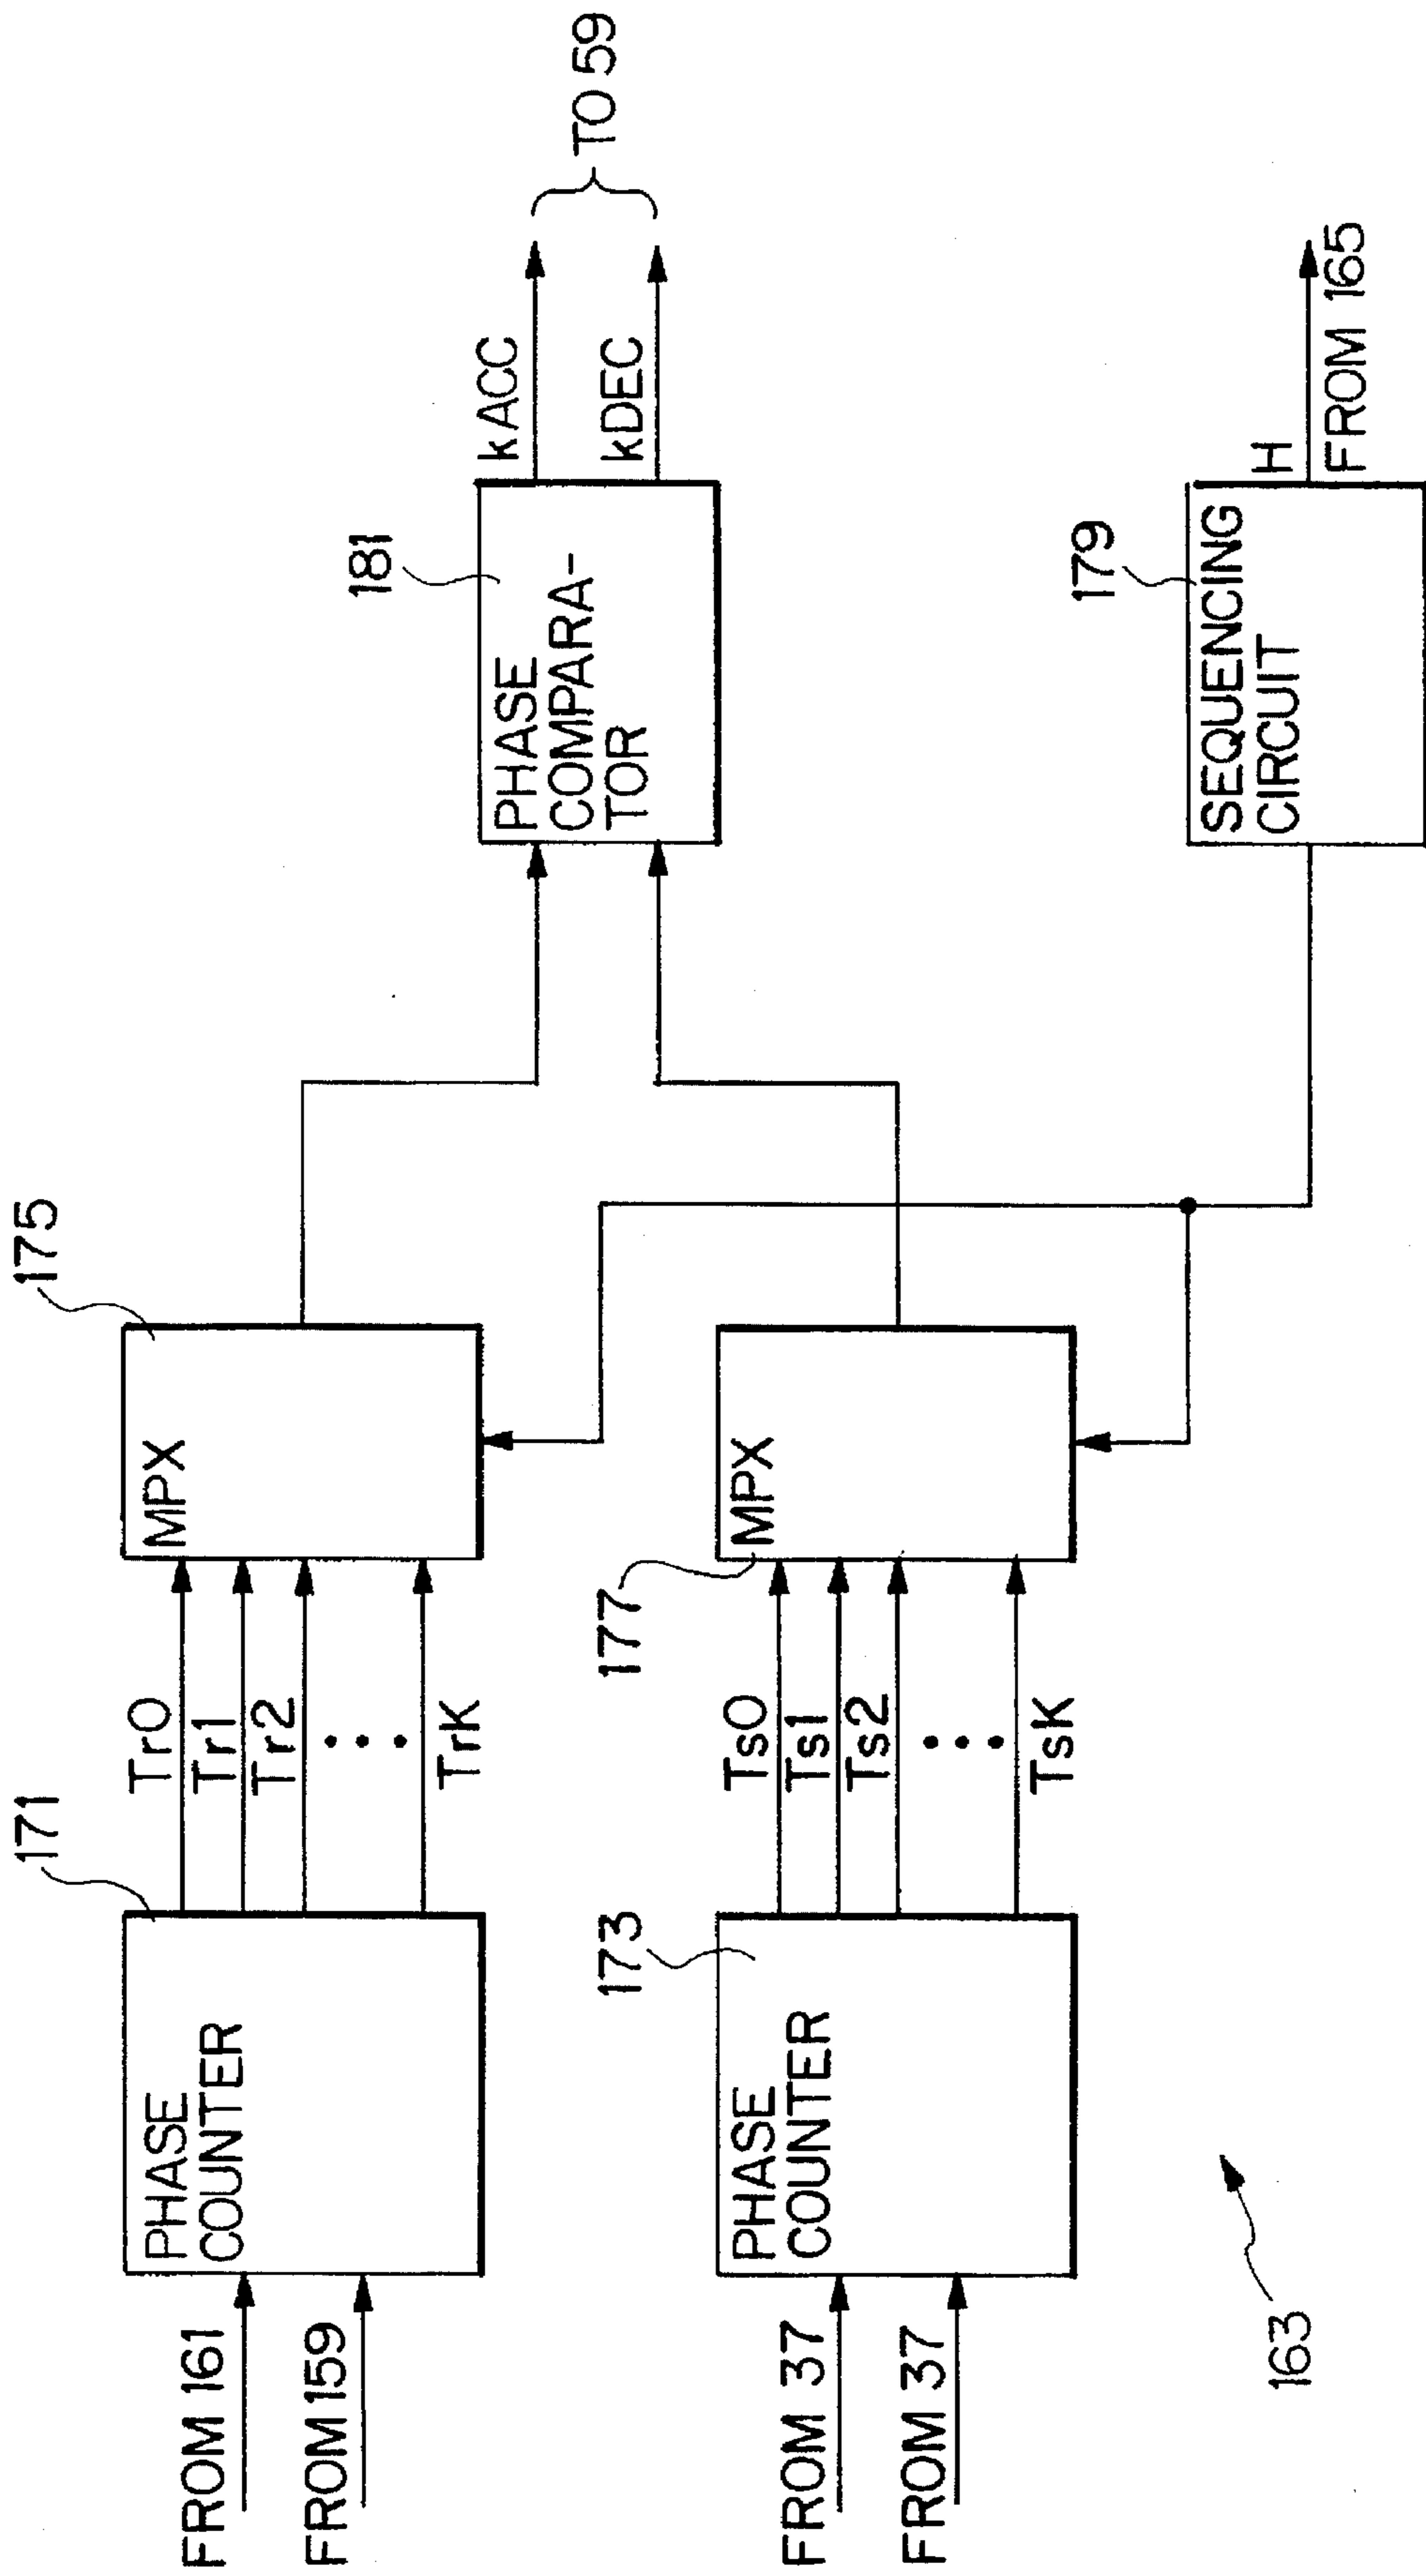 FROM 161
FROM 159
171
PHASE
COUNTER
Tr0
Tr1
Tr2
TrK
175
MPX
FROM 37
FROM 37
173
PHASE
COUNTER
Ts0
Ts1
Ts2
TsK
177
MPX
181
PHASE
COMPARA-
TOR
kACC
kDEC
TO 59
179
SEQUENCING
CIRCUIT
H
FROM 165
163